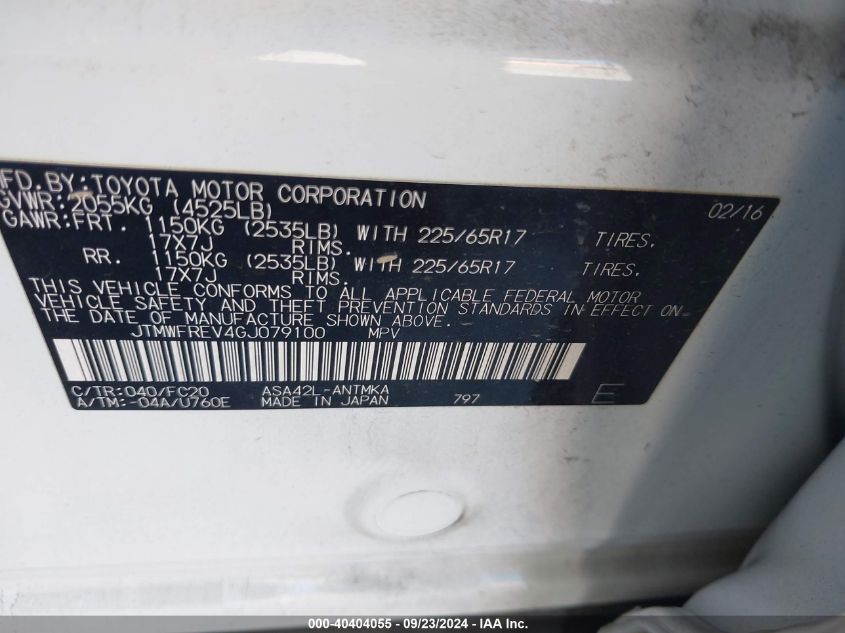 MFD. BY: TOYOTA MOTOR CORPORATION 02/16
GVWR: 2055KG (4525LB)
GAWR: FRT. 1150KG (2535LB) WITH 225/65R17 TIRES.
17X7J RIMS.
RR. 1150KG (2535LB) WITH 225/65R17 TIRES.
17X7J RIMS.
THIS VEHICLE CONFORMS TO ALL APPLICABLE FEDERAL MOTOR
VEHICLE SAFETY AND THEFT PREVENTION STANDARDS IN EFFECT ON
THE DATE OF MANUFACTURE SHOWN ABOVE.
JTMWFREV4GJ079100 MPV
C/TR: 040/FC20 ASA42L-ANTMKA
A/TM: -04A/U760E MADE IN JAPAN 797 E
000-40404055 - 09/23/2024 - IAA Inc.